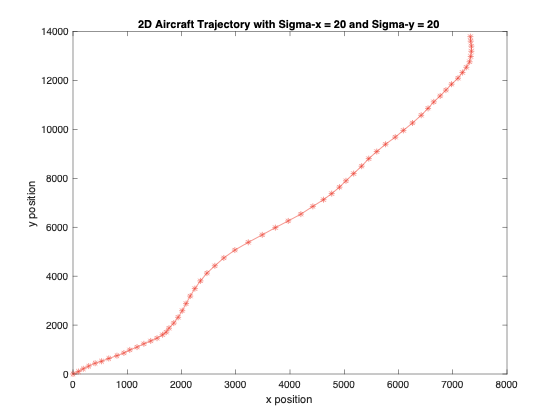 2D Aircraft Trajectory with Sigma-x = 20 and Sigma-y = 20
14000
12000
10000
8000
6000
4000
2000
0
y position
0 1000 2000 3000 4000 5000 6000 7000 8000
x position